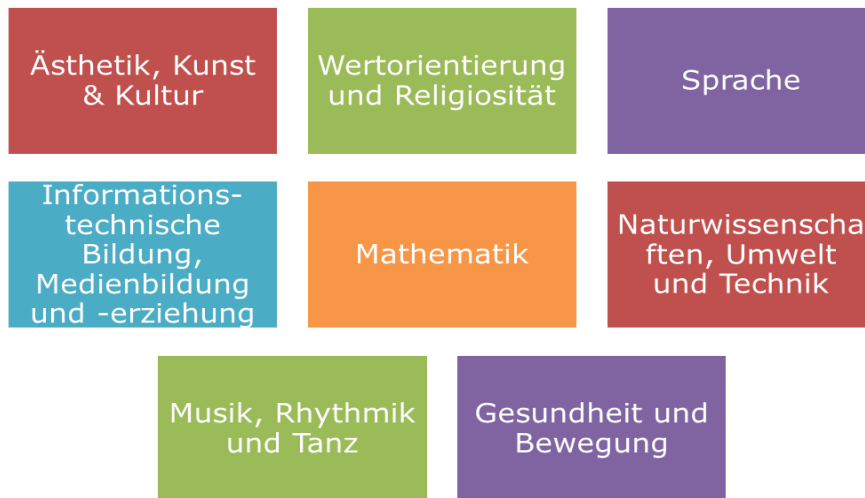 Ästhetik, Kunst
& Kultur
Wertorientierung
und Religiosität
Sprache
Informations-
technische
Bildung,
Medienbildung
und -erziehung
Mathematik
Naturwissenscha
ften, Umwelt
und Technik
Musik, Rhythmik
und Tanz
Gesundheit und
Bewegung